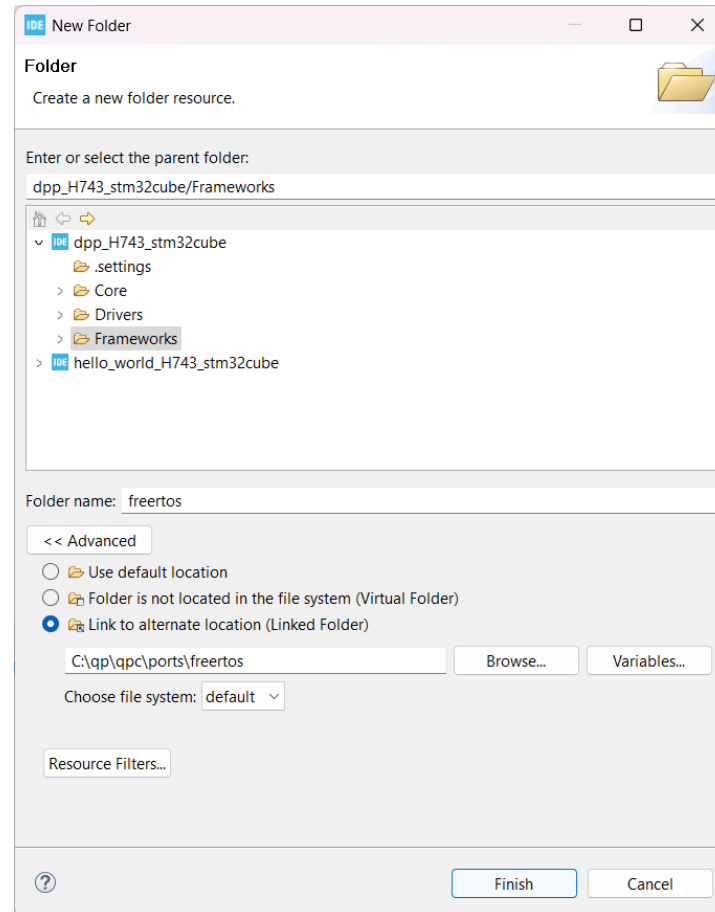 IDE New Folder
Folder
Create a new folder resource.
Enter or select the parent folder:
dpp_H743_stm32cube/Frameworks
IDE dpp_H743_stm32cube
.settings
Core
Drivers
Frameworks
IDE hello_world_H743_stm32cube
Folder name: freertos
<< Advanced
Use default location
Folder is not located in the file system (Virtual Folder)
Link to alternate location (Linked Folder)
C:\qp\qpc\ports\freertos Browse... Variables...
Choose file system: default
Resource Filters...
? Finish Cancel